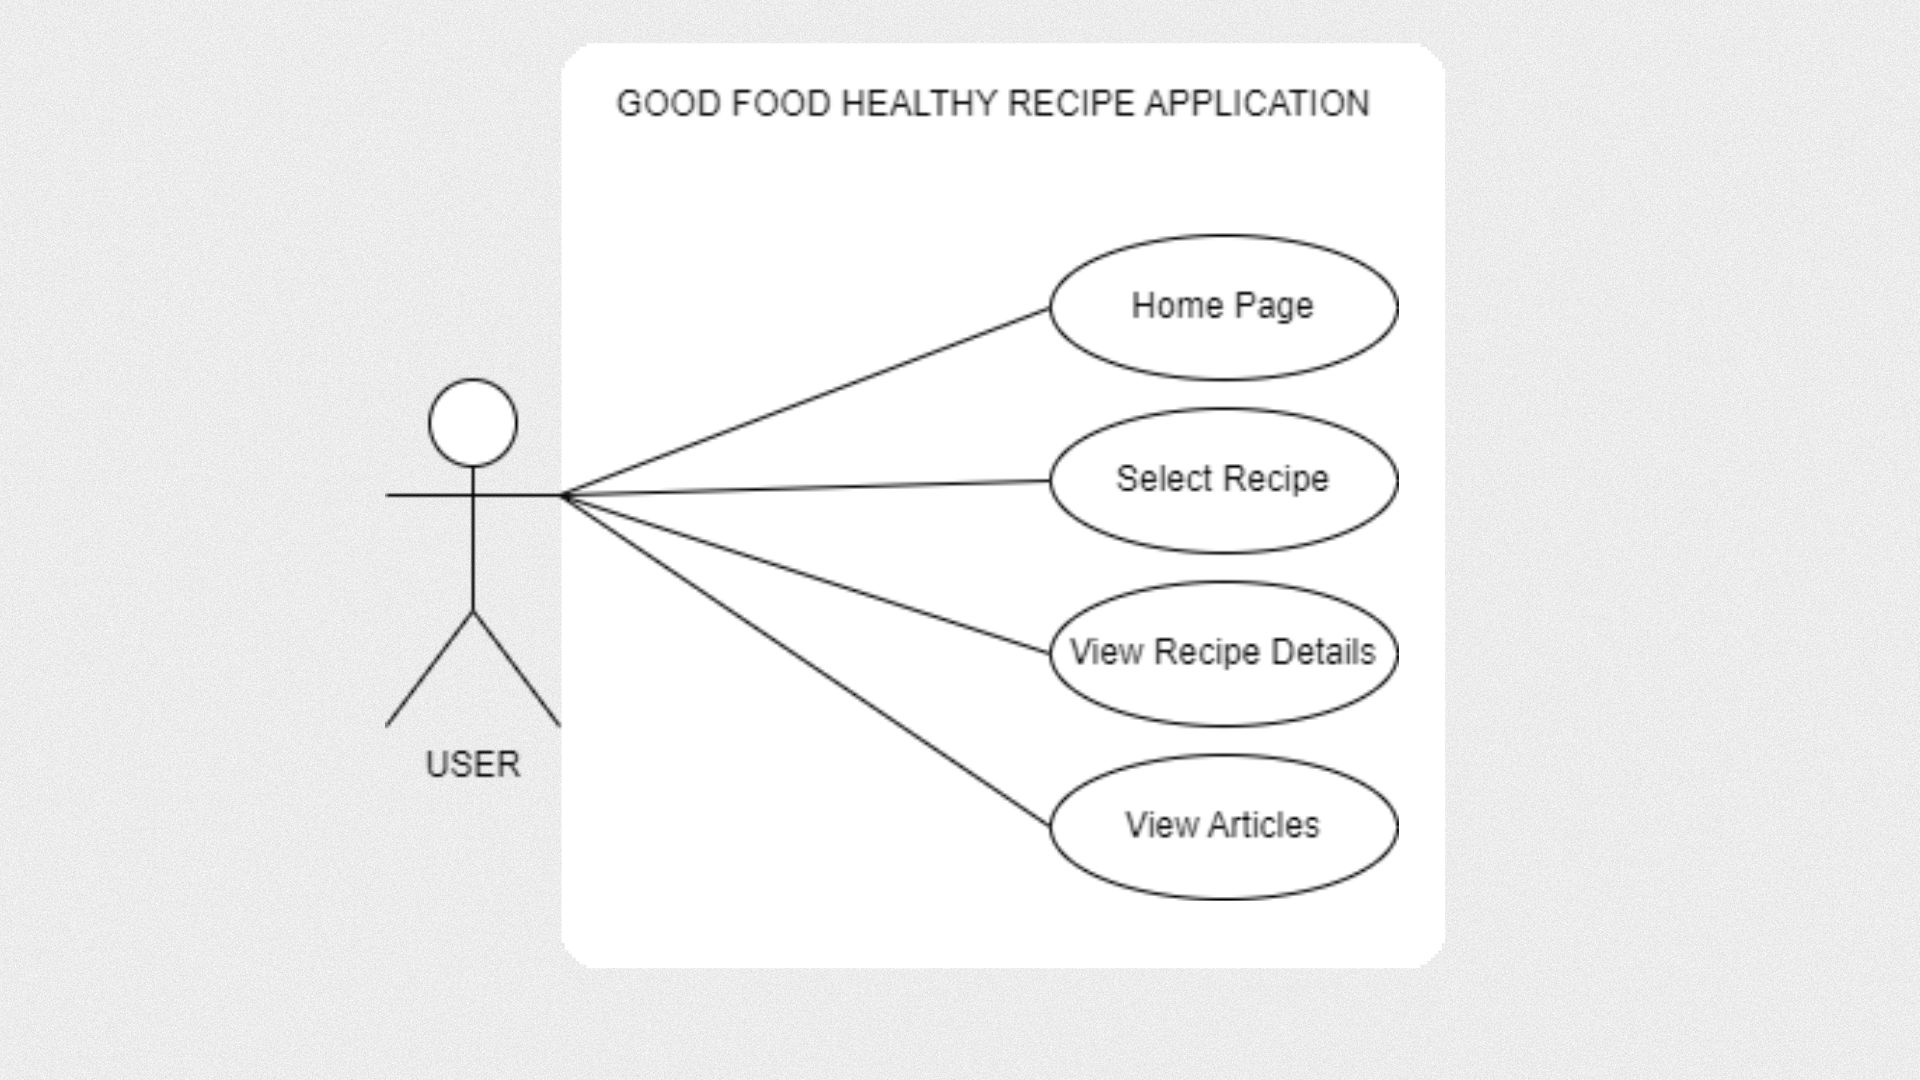 GOOD FOOD HEALTHY RECIPE APPLICATION
Home Page
Select Recipe
View Recipe Details
View Articles
USER